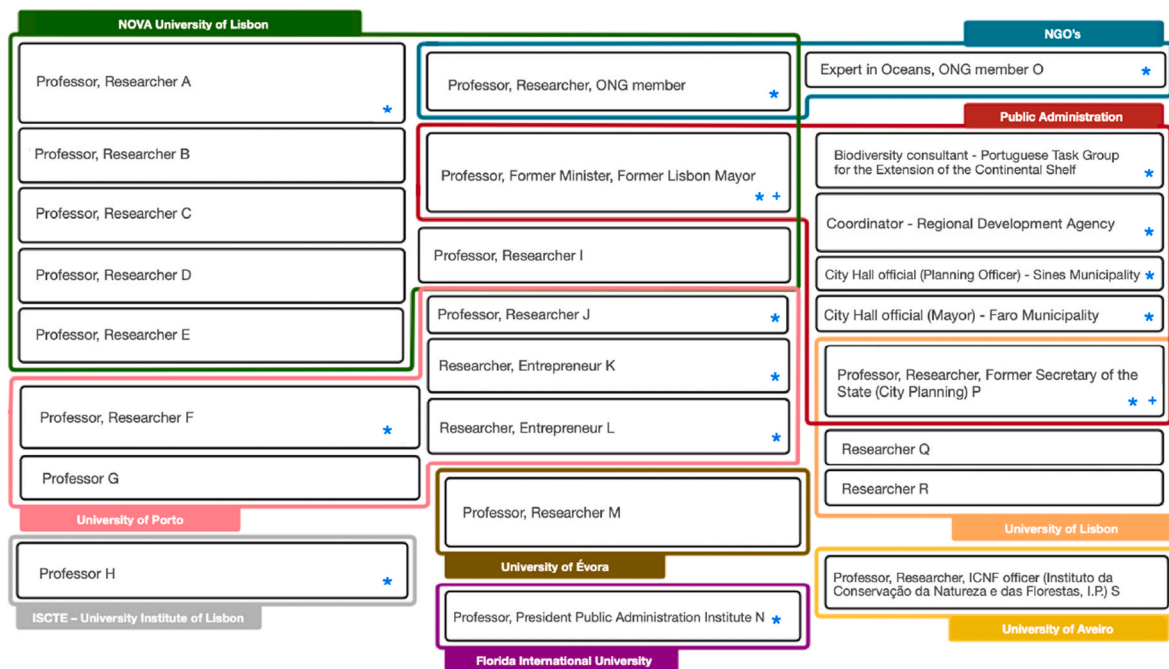 NOVA University of Lisbon
Professor, Researcher A
*
Professor, Researcher B
Professor, Researcher C
Professor, Researcher D
Professor, Researcher E
NGO's
Professor, Researcher, ONG member
*
Expert in Oceans, ONG member O
*
Public Administration
Professor, Former Minister, Former Lisbon Mayor
* +
Biodiversity consultant - Portuguese Task Group
for the Extension of the Continental Shelf
*
Coordinator - Regional Development Agency
*
City Hall official (Planning Officer) - Sines Municipality *
City Hall official (Mayor) - Faro Municipality
*
Professor, Researcher I
Professor, Researcher J
*
Researcher, Entrepreneur K
*
Researcher, Entrepreneur L
*
Professor, Researcher F
*
Professor G
University of Porto
Professor, Researcher, Former Secretary of the
State (City Planning) P
* +
Researcher Q
Researcher R
University of Lisbon
Professor, Researcher M
University of Évora
Professor H
*
ISCTE – University Institute of Lisbon
Professor, President Public Administration Institute N *
Florida International University
Professor, Researcher, ICNF officer (Instituto da
Conservação da Natureza e das Florestas, I.P.) S
University of Aveiro